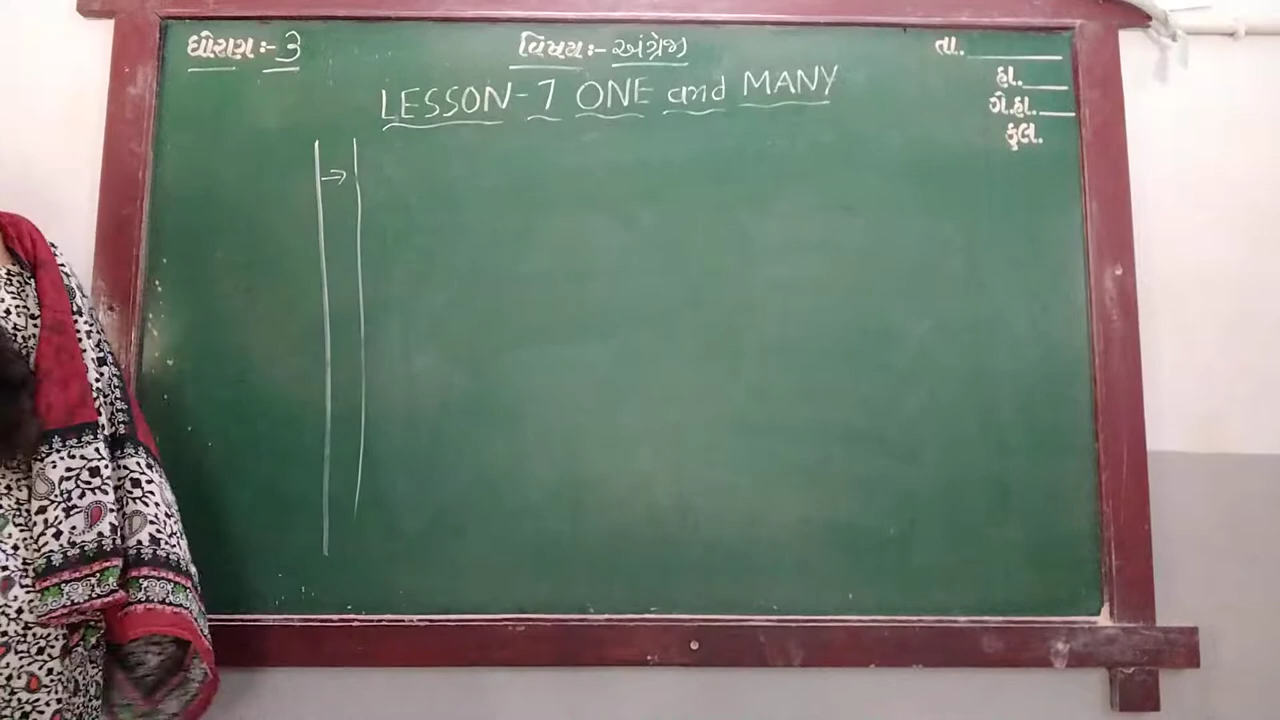 ધોરણ:- 3 વિષય:- અંગ્રેજી તા.
હા.
ગે.હા.
કુલ.
LESSON-7 ONE and MANY
→